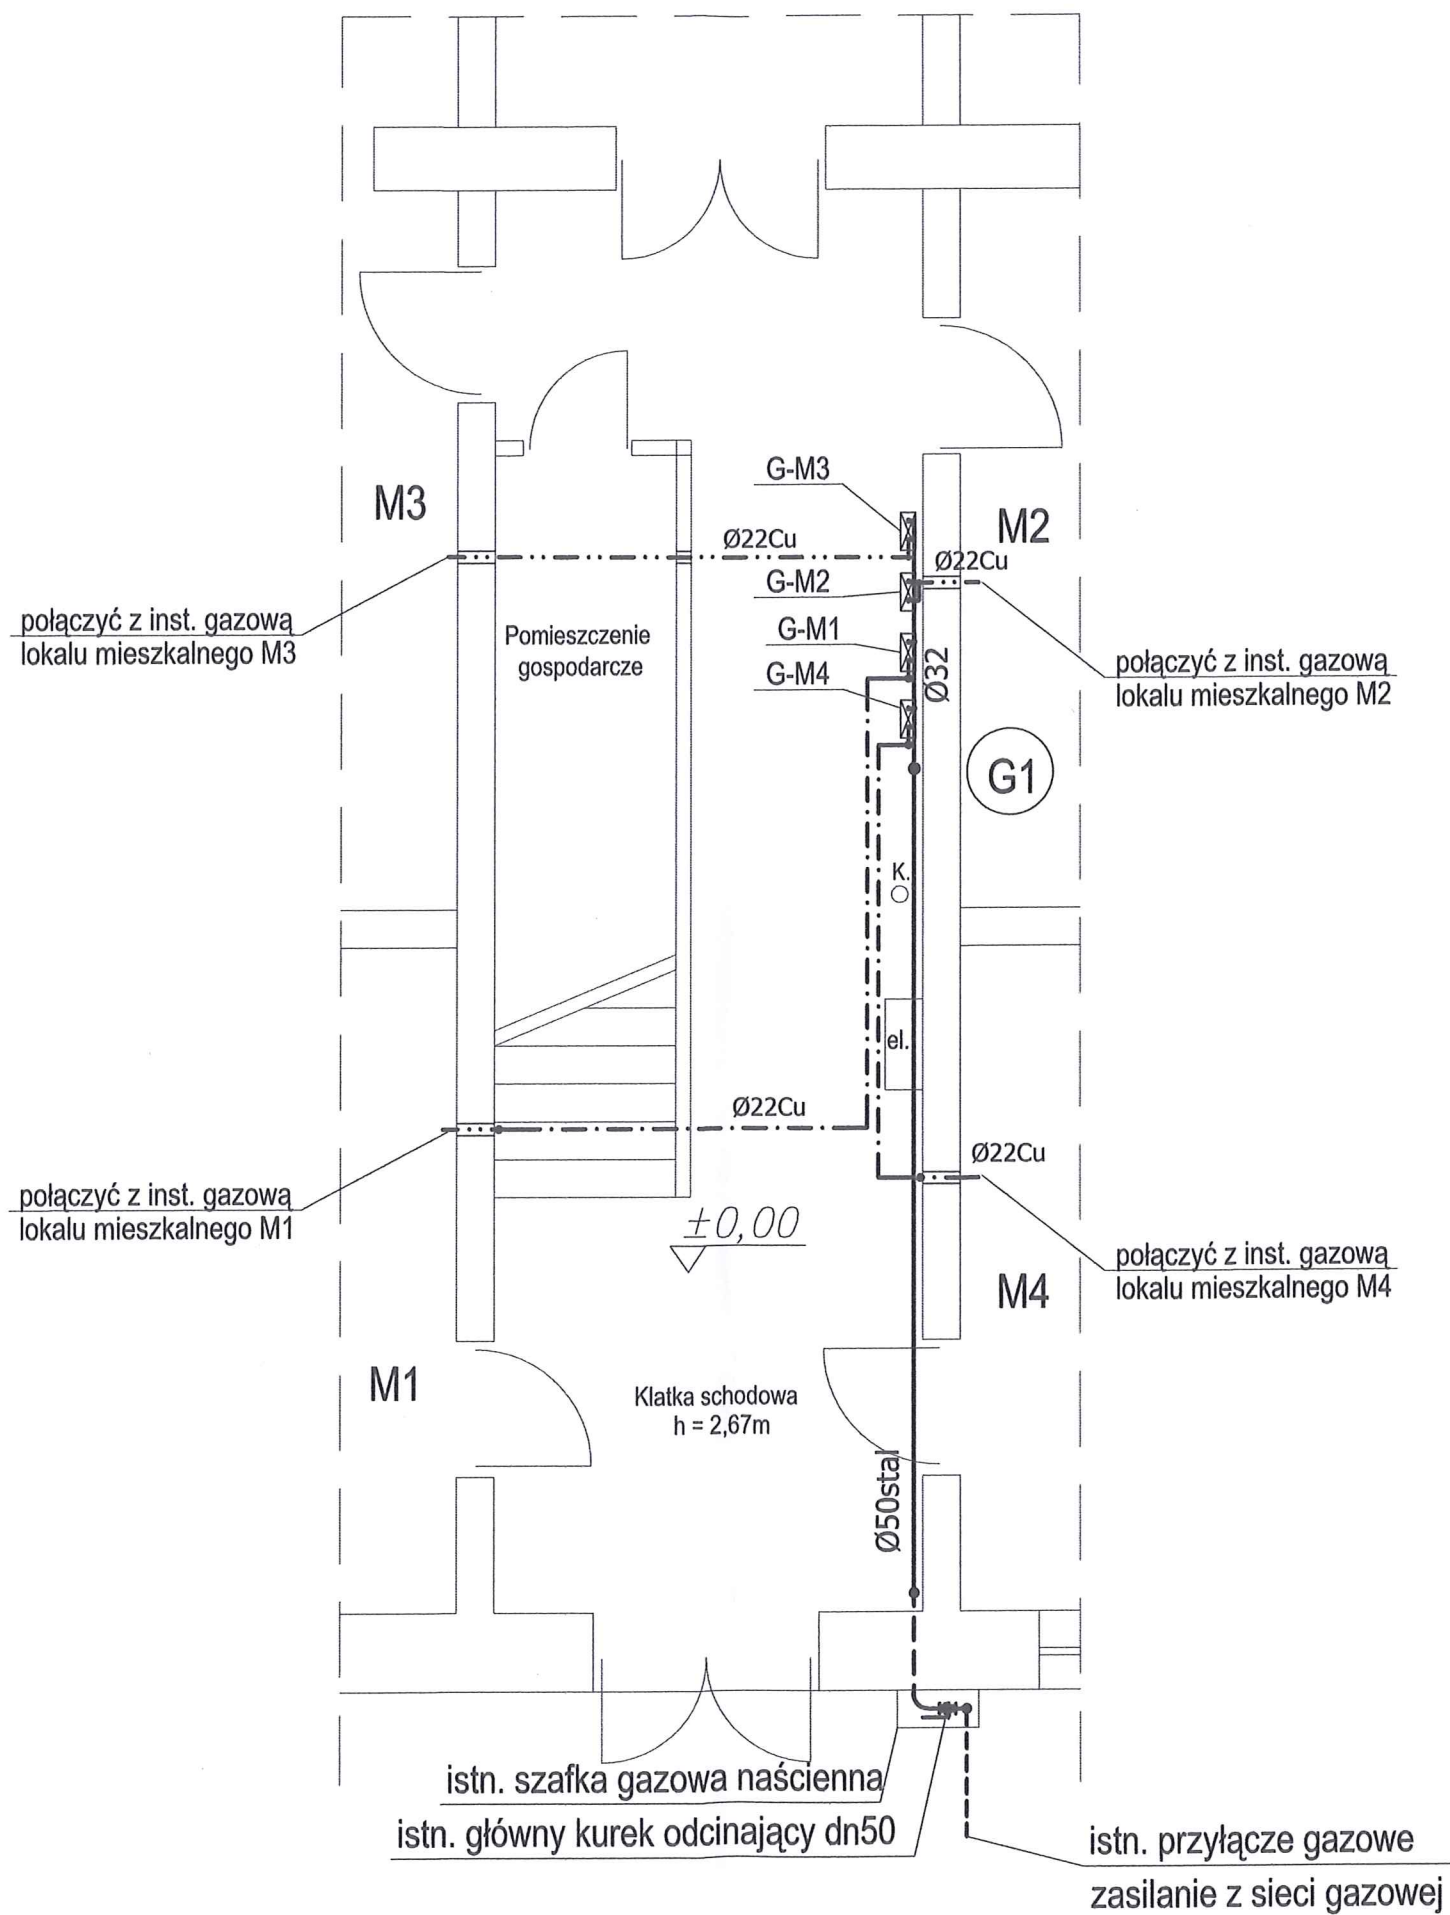 G-M3
M3
M2
Ø22Cu
Ø22Cu
G-M2
połączyć z inst. gazową
lokalu mieszkalnego M3
Pomieszczenie
gospodarcze
G-M1
G-M4
Ø32
połączyć z inst. gazową
lokalu mieszkalnego M2
G1
K.
el.
Ø22Cu
Ø22Cu
połączyć z inst. gazową
lokalu mieszkalnego M1
±0,00
połączyć z inst. gazową
lokalu mieszkalnego M4
M4
M1
Klatka schodowa
h = 2,67m
Ø50stal
istn. szafka gazowa naścienna
istn. główny kurek odcinający dn50
istn. przyłącze gazowe
zasilanie z sieci gazowej